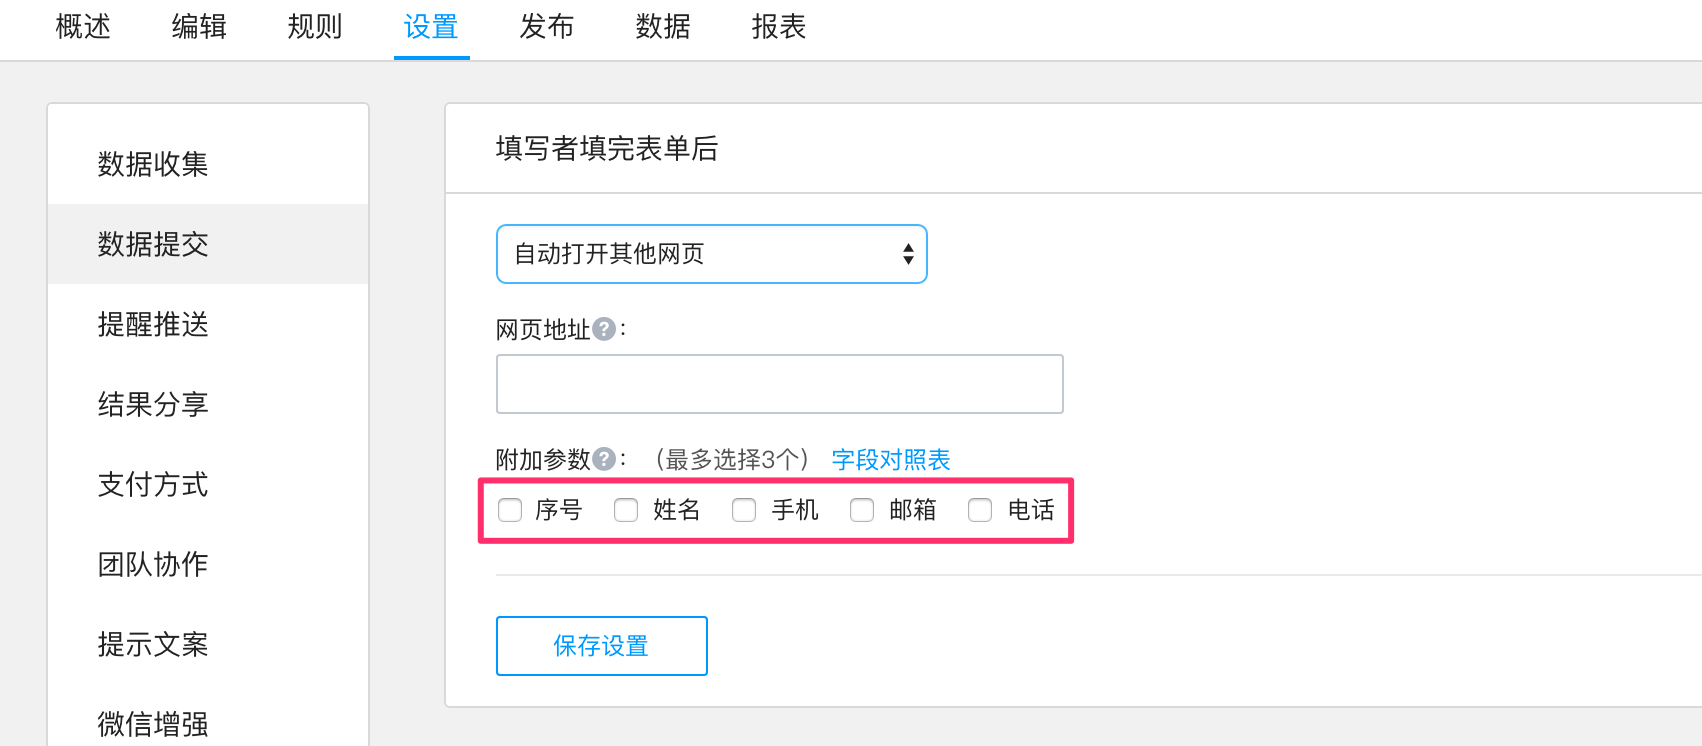 概述 编辑 规则 设置 发布 数据 报表
数据收集
数据提交
提醒推送
结果分享
支付方式
团队协作
提示文案
微信增强
填写者填完表单后
自动打开其他网页
网页地址?：
附加参数?： （最多选择3个） 字段对照表
序号 姓名 手机 邮箱 电话
保存设置